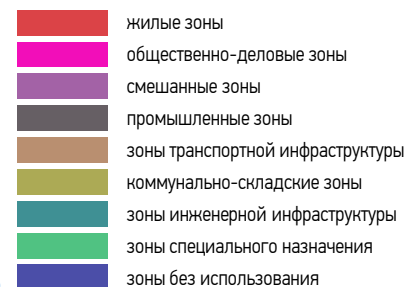 жилые зоны
общественно-деловые зоны
смешанные зоны
промышленные зоны
зоны транспортной инфраструктуры
коммунально-складские зоны
зоны инженерной инфраструктуры
зоны специального назначения
зоны без использования